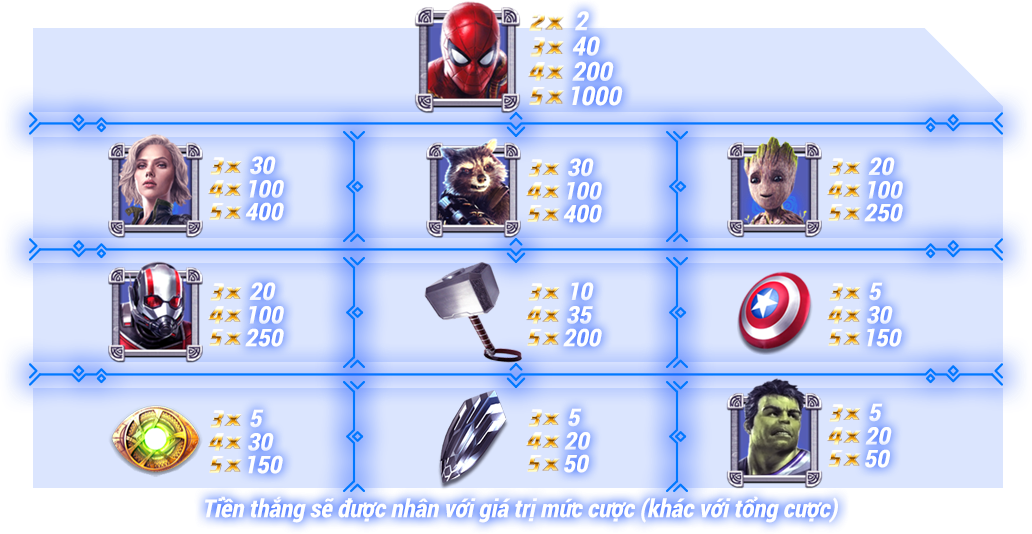 2x 2
3x 40
4x 200
5x 1000
3x 30
4x 100
5x 400
3x 30
4x 100
5x 400
3x 20
4x 100
5x 250
3x 20
4x 100
5x 250
3x 10
4x 35
5x 200
3x 5
4x 30
5x 150
3x 5
4x 30
5x 150
3x 5
4x 20
5x 50
3x 5
4x 20
5x 50
Tiền thắng sẽ được nhân với giá trị mức cược (khác với tổng cược)